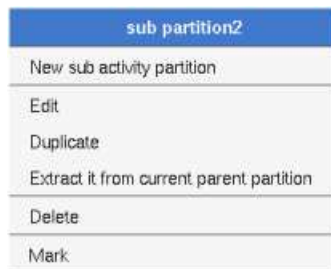 sub partition2
New sub activity partition
Edit
Duplicate
Extract it from current parent partition
Delete
Mark